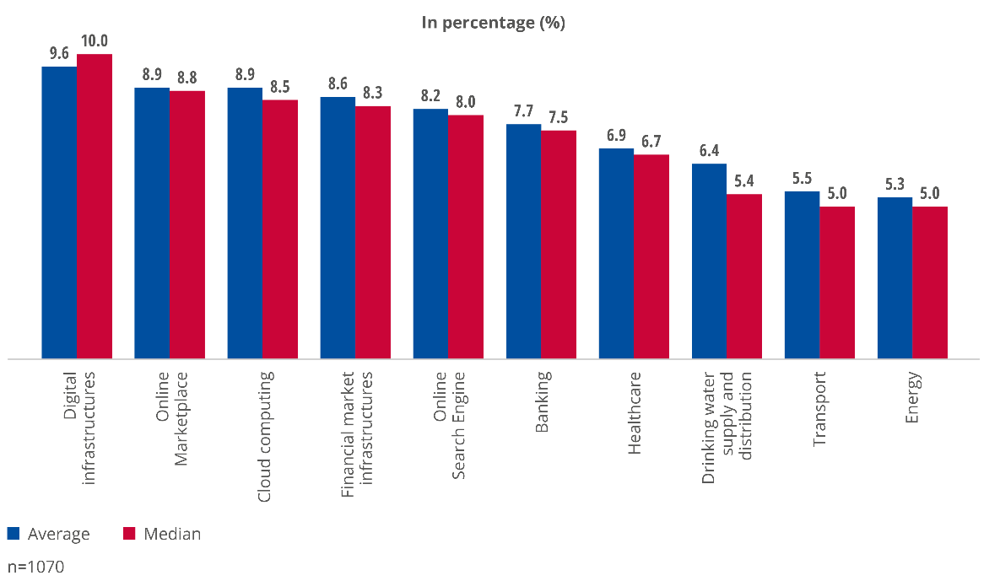 In percentage (%)
9.6
10.0
8.9
8.8
8.9
8.5
8.6
8.3
8.2
8.0
7.7
7.5
6.9
6.7
6.4
5.4
5.5
5.0
5.3
5.0
Digital
infrastructures
Online
Marketplace
Cloud computing
Financial market
infrastructures
Online
Search Engine
Banking
Healthcare
Drinking water
supply and
distribution
Transport
Energy
Average
Median
n=1070